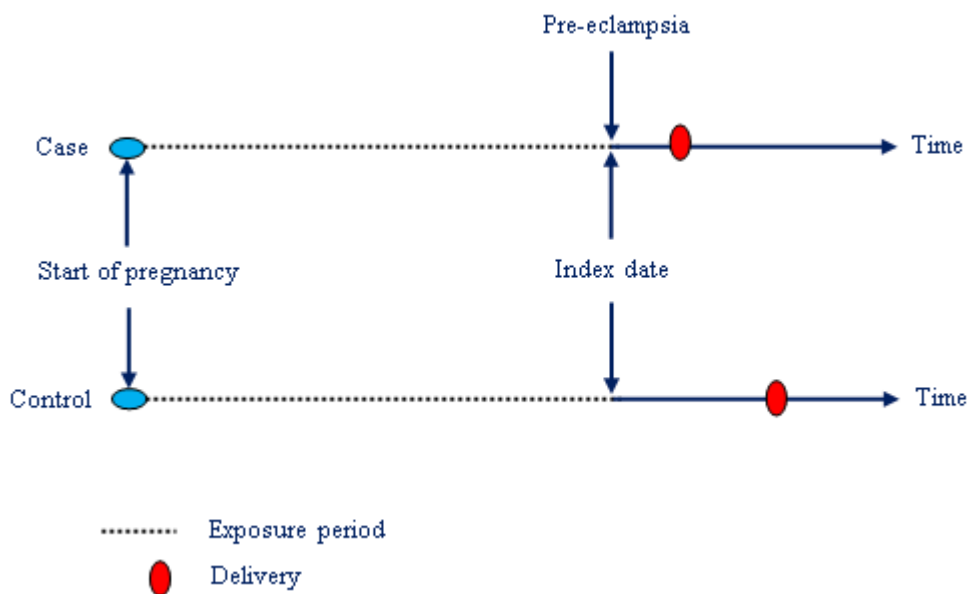 Pre-eclampsia
Case
Time
Start of pregnancy
Index date
Control
Time
Exposure period
Delivery